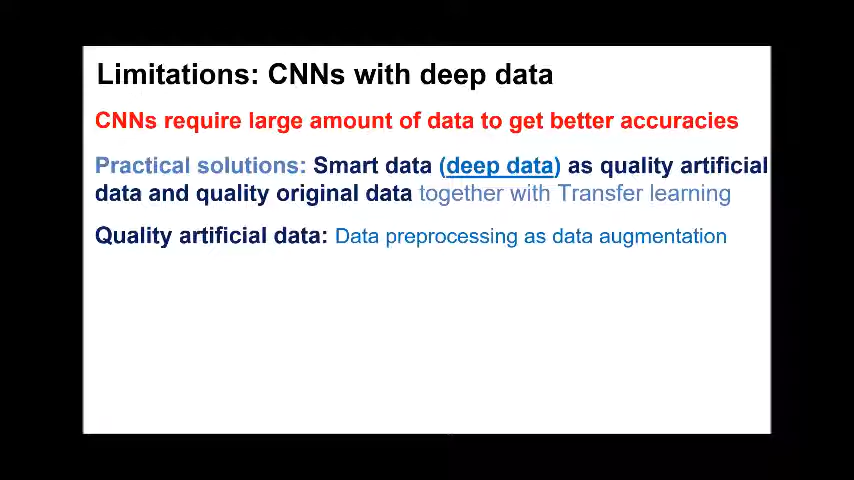 Limitations: CNNs with deep data
CNNs require large amount of data to get better accuracies
Practical solutions: Smart data (deep data) as quality artificial
data and quality original data together with Transfer learning
Quality artificial data: Data preprocessing as data augmentation